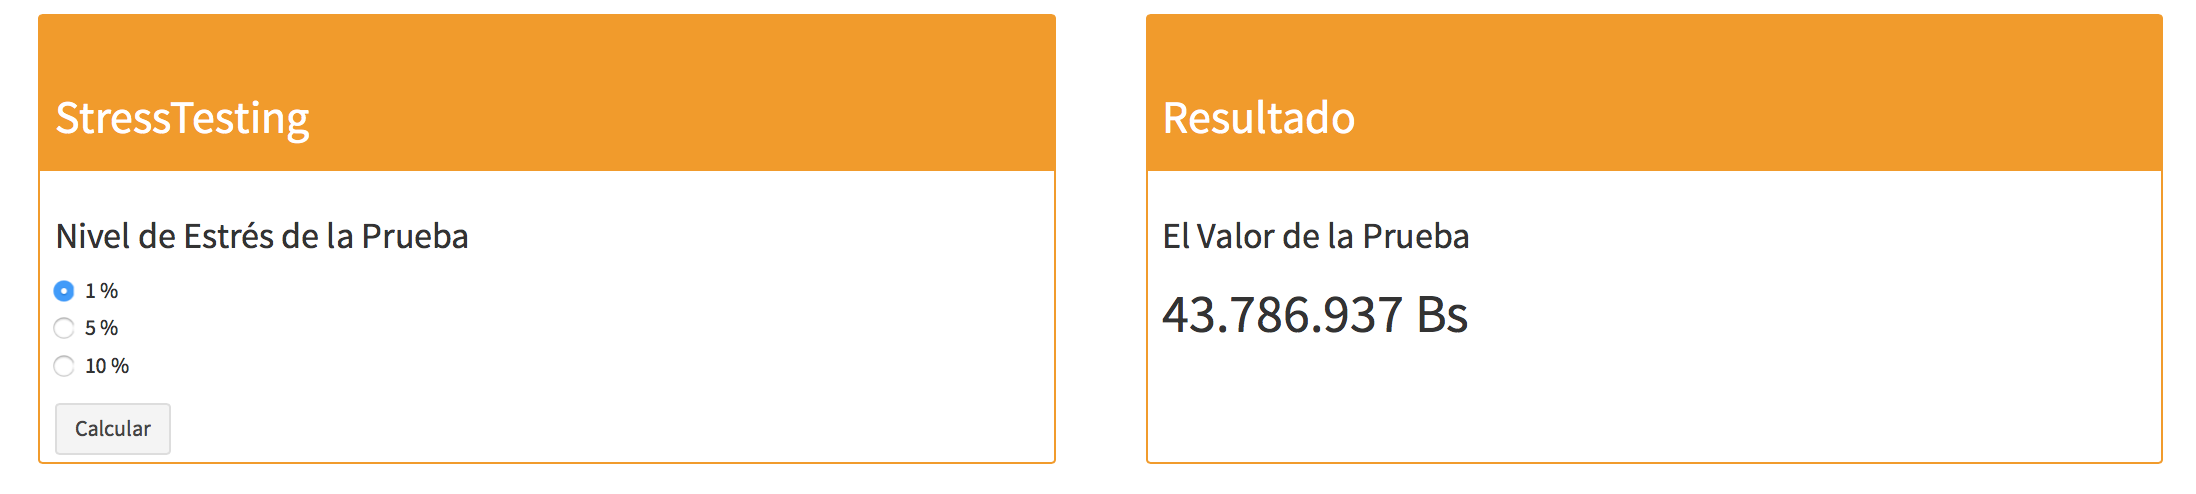 StressTesting
Nivel de Estrés de la Prueba
1 %
5 %
10 %
Calcular
Resultado
El Valor de la Prueba
43.786.937 Bs